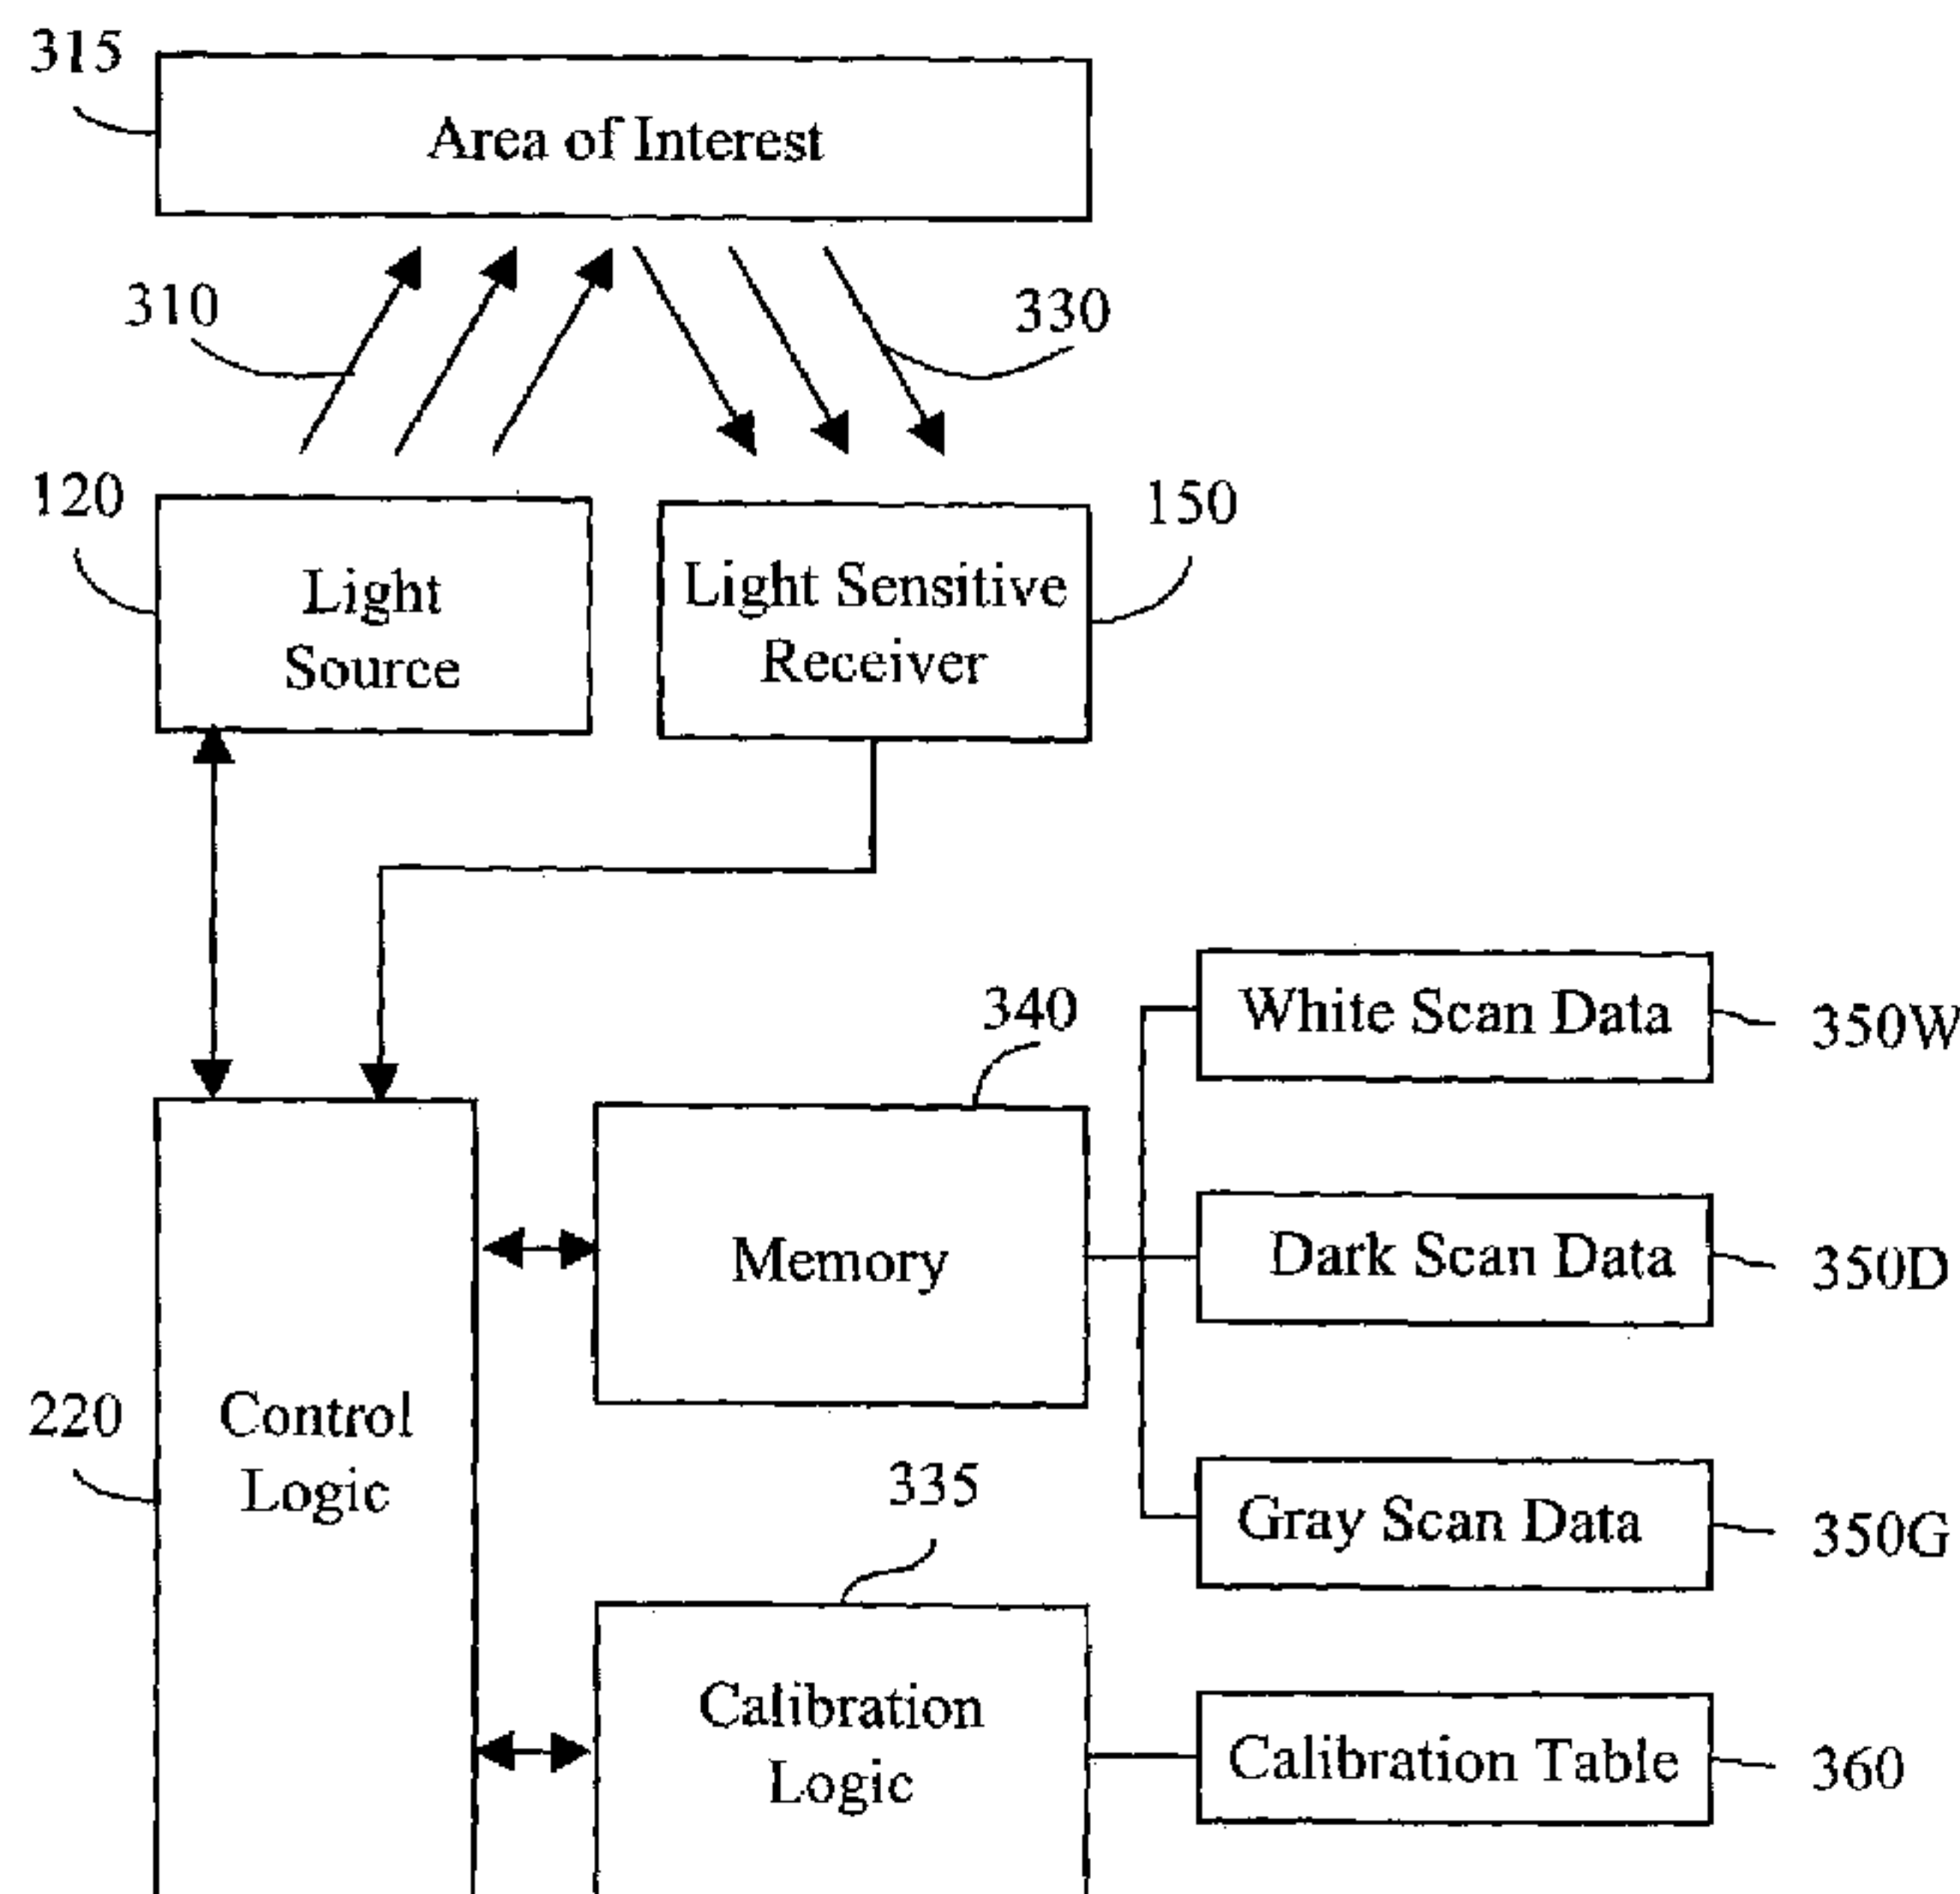 315
Area of Interest
310
330
120
Light
Source
Light Sensitive
Receiver
150
340
White Scan Data
350W
Memory
Dark Scan Data
350D
220
Control
Logic
335
Gray Scan Data
350G
Calibration
Logic
Calibration Table
360